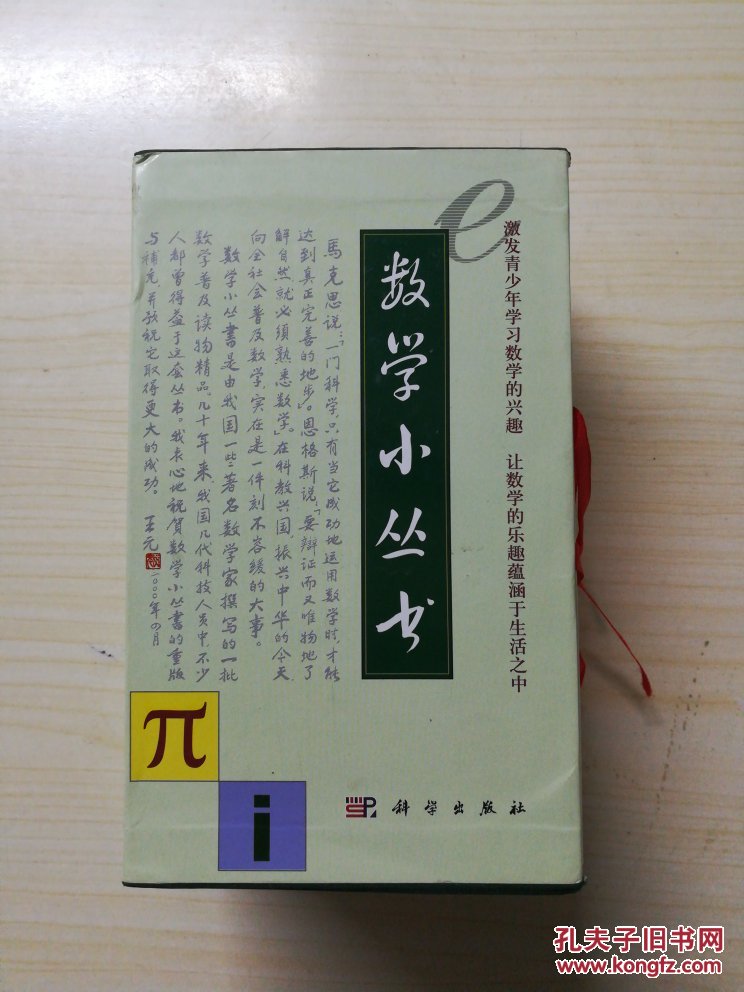 e
激发青少年学习数学的兴趣　让数学的乐趣蕴涵于生活之中
数学小丛书
馬克思说:“一门科学,只有当它成功地运用数学时,才能
达到真正完善的地步”。恩格斯说:“要辩证而又唯物地了
解自然就必须熟悉数学”。在科教兴国,振兴中华的今天
向全社会普及数学,实在是一件刻不容缓的大事。
数学小丛書是由我国一些著名数学家撰写的一批
数学普及读物精品。几十年来,我国几代科技人员中,不少
人都曾得益于这套丛书。我衷心地祝賀数学小丛書的重版
与補充,并预祝它取得更大的成功。
王元 二〇〇〇年四月
π
i
SP 科学出版社
孔夫子旧书网
www.kongfz.com